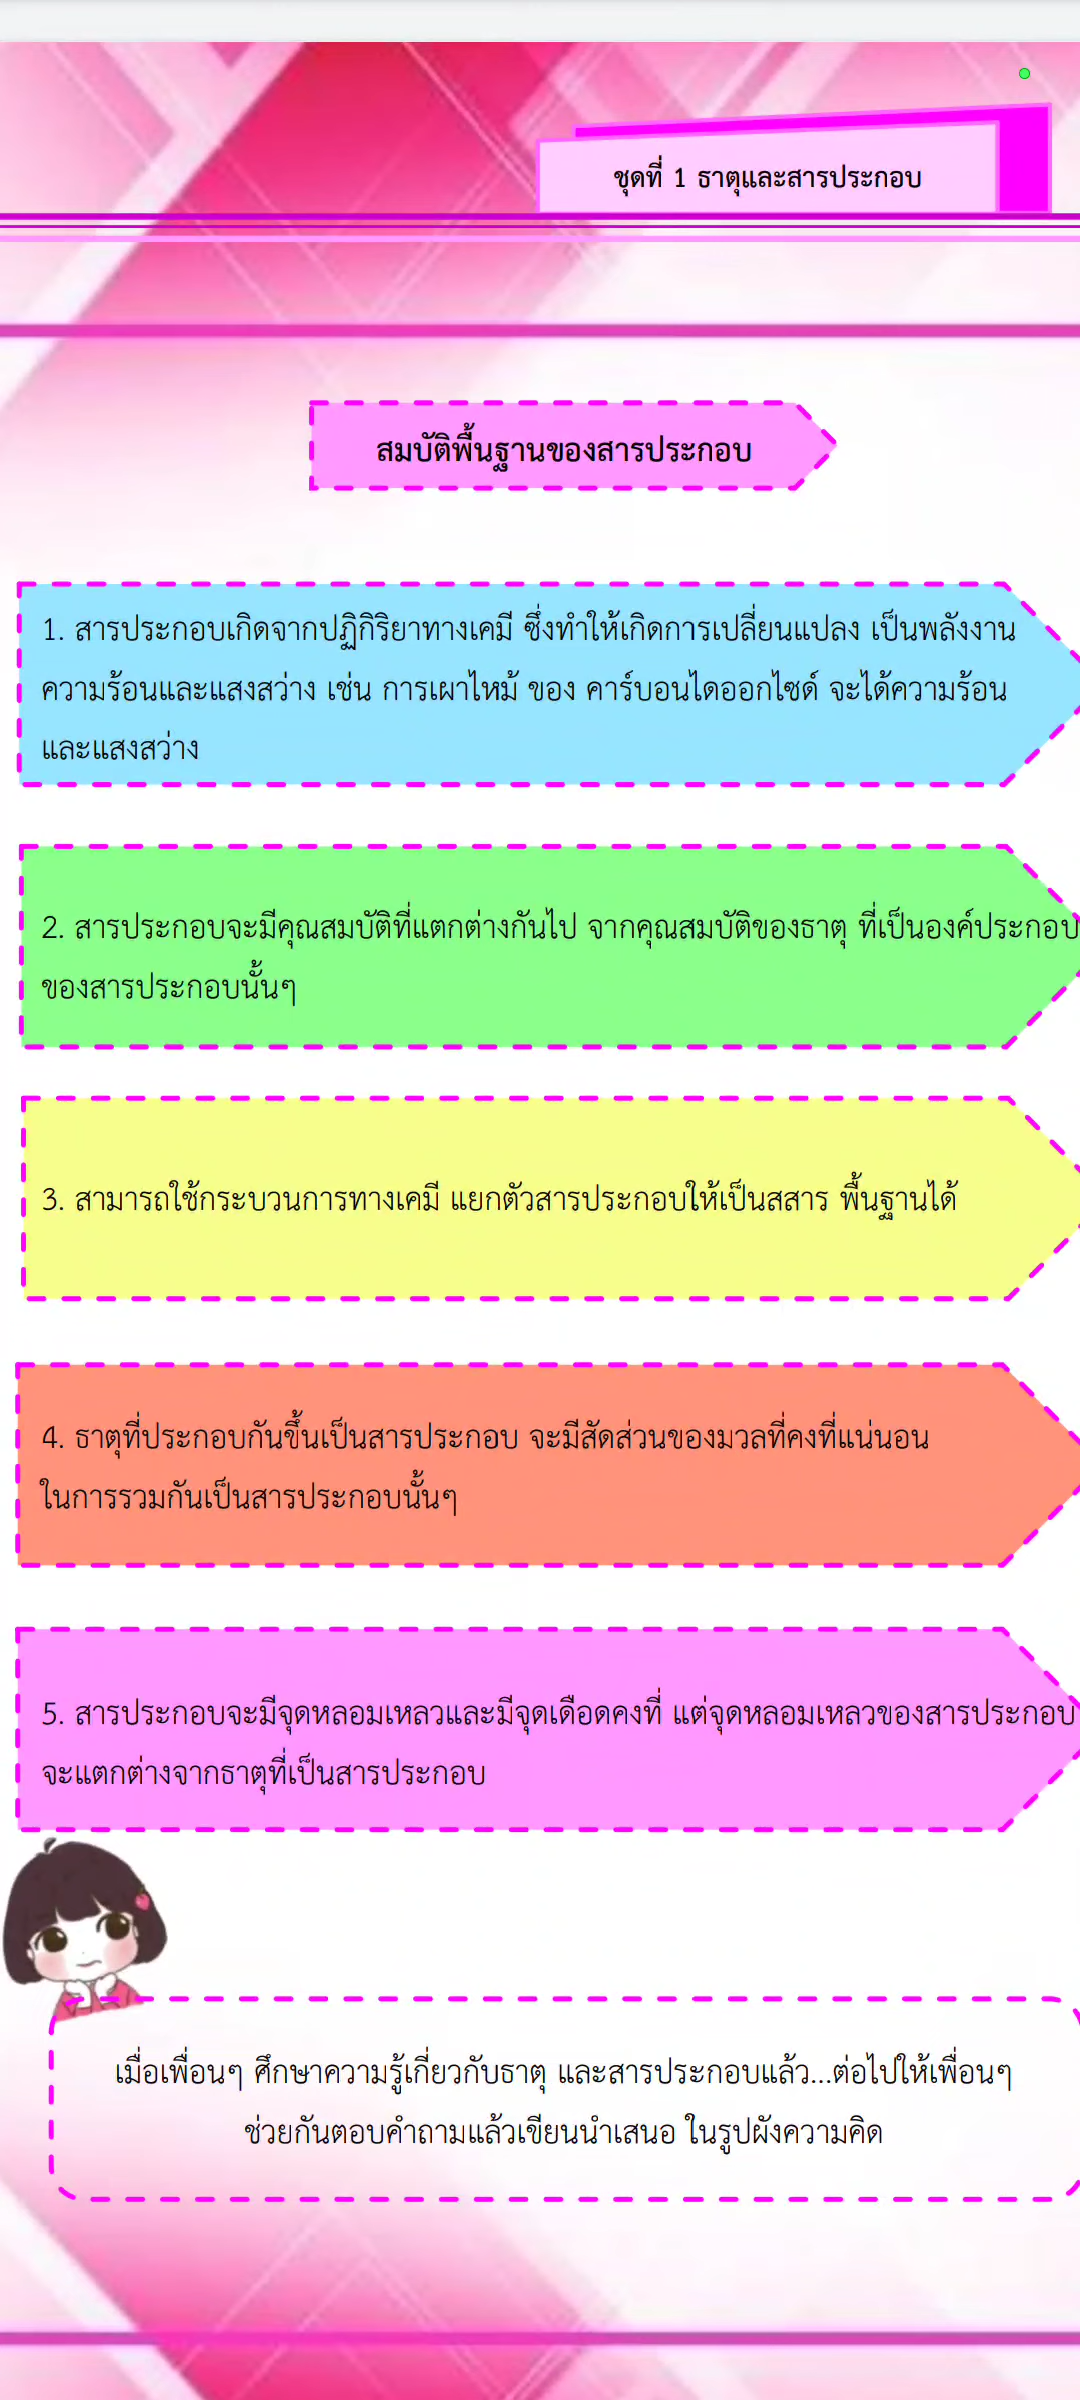 ชุดที่ 1 ธาตุและสารประกอบ
สมบัติพื้นฐานของสารประกอบ
1. สารประกอบเกิดจากปฏิกิริยาทางเคมี ซึ่งทำให้เกิดการเปลี่ยนแปลง เป็นพลังงาน
ความร้อนและแสงสว่าง เช่น การเผาไหม้ ของ คาร์บอนไดออกไซด์ จะได้ความร้อน
และแสงสว่าง
2. สารประกอบจะมีคุณสมบัติที่แตกต่างกันไป จากคุณสมบัติของธาตุ ที่เป็นองค์ประกอบ
ของสารประกอบนั้นๆ
3. สามารถใช้กระบวนการทางเคมี แยกตัวสารประกอบให้เป็นสสาร พื้นฐานได้
4. ธาตุที่ประกอบกันขึ้นเป็นสารประกอบ จะมีสัดส่วนของมวลที่คงที่แน่นอน
ในการรวมกันเป็นสารประกอบนั้นๆ
5. สารประกอบจะมีจุดหลอมเหลวและมีจุดเดือดคงที่ แต่จุดหลอมเหลวของสารประกอบ
จะแตกต่างจากธาตุที่เป็นสารประกอบ
เมื่อเพื่อนๆ ศึกษาความรู้เกี่ยวกับธาตุ และสารประกอบแล้ว...ต่อไปให้เพื่อนๆ
ช่วยกันตอบคำถามแล้วเขียนนำเสนอ ในรูปผังความคิด